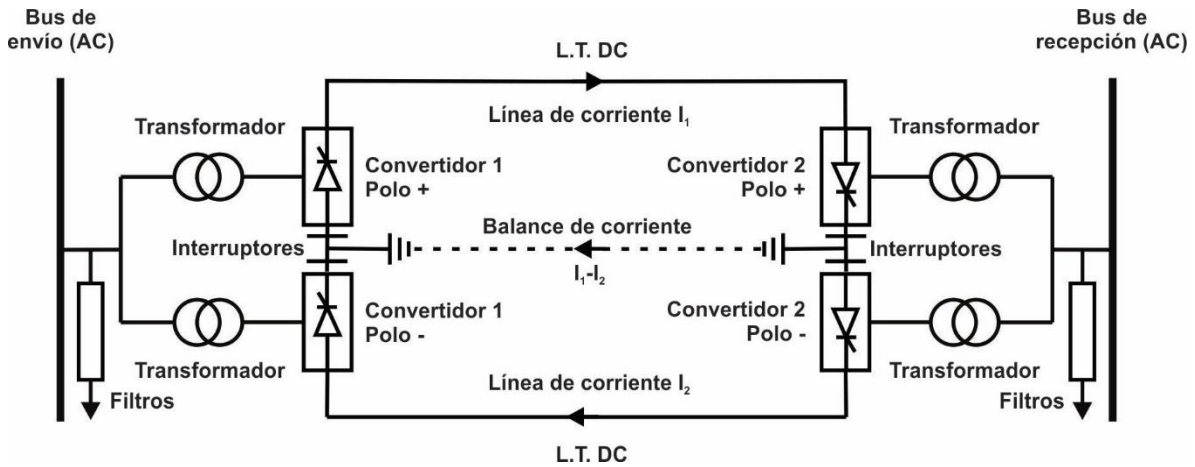 Bus de
envío (AC)
Bus de
recepción (AC)
L.T. DC
Línea de corriente I₁
Transformador
Transformador
Convertidor 1
Polo +
Convertidor 2
Polo +
Interruptores
Balance de corriente
Interruptores
I₁-I₂
Convertidor 1
Polo -
Convertidor 2
Polo -
Transformador
Transformador
Filtros
Línea de corriente I₂
Filtros
L.T. DC